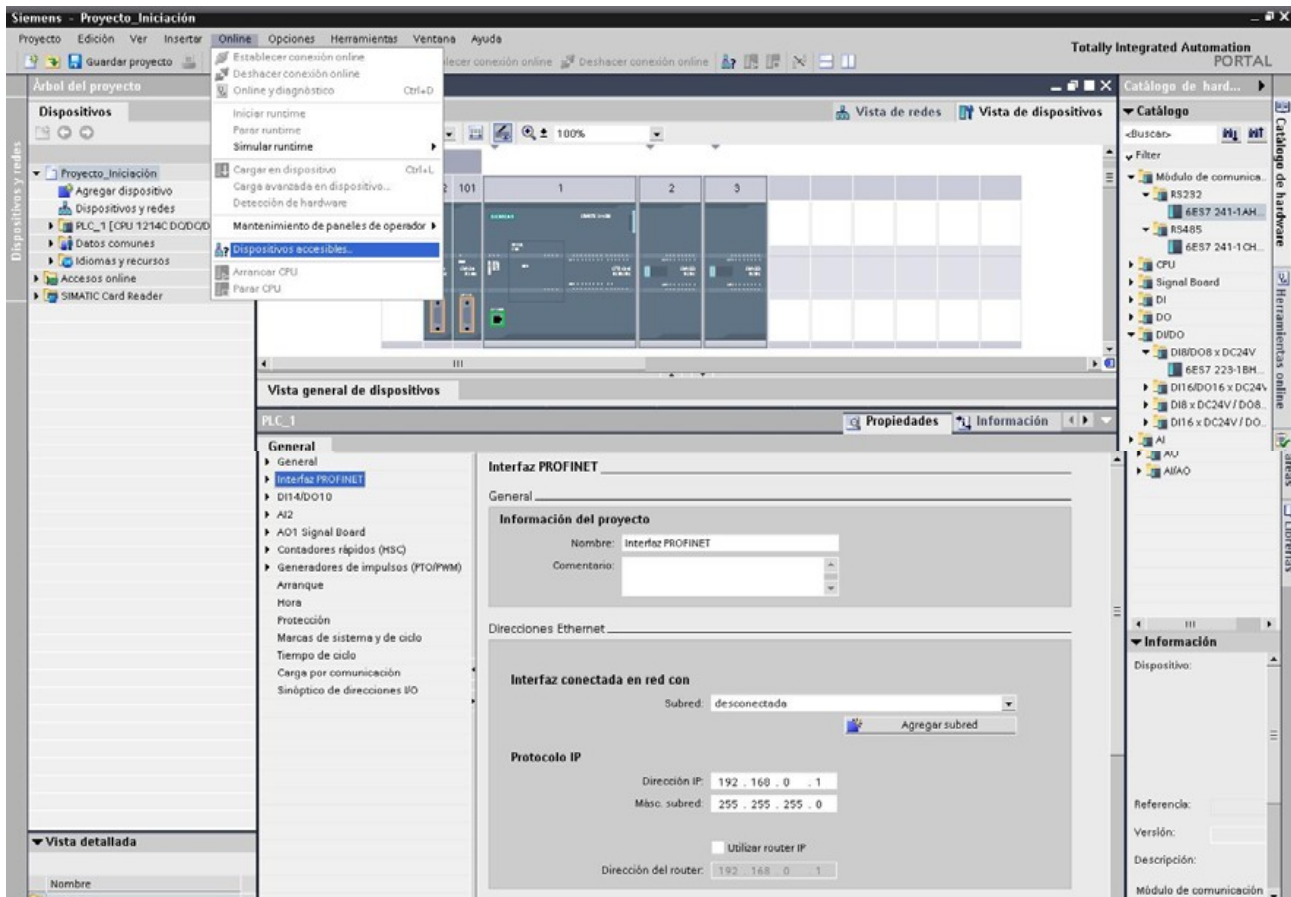 Siemens - Proyecto_Iniciación
Proyecto Edición Ver Insertar Online Opciones Herramientas Ventana Ayuda
Totally Integrated Automation
PORTAL
Guardar proyecto
Establecer conexión online
Deshacer conexión online
Online y diagnóstico Ctrl+D
Iniciar runtime
Parar runtime
Simular runtime
Cargar en dispositivo Ctrl+L
Carga avanzada en dispositivo...
Detección de hardware
Mantenimiento de paneles de operador
Dispositivos accesibles...
Arrancar CPU
Parar CPU
lecer conexión online Deshacer conexión online
Árbol del proyecto
Dispositivos
Dispositivos y redes
Proyecto_Iniciación
Agregar dispositivo
Dispositivos y redes
PLC_1 [CPU 1214C DC/DC/D
Datos comunes
Idiomas y recursos
Accesos online
SIMATIC Card Reader
Vista detallada
Nombre
Vista de redes Vista de dispositivos
100%
101 1 2 3
SIEMENS
Vista general de dispositivos
PLC_1
Propiedades Información
General
General
Interfaz PROFINET
DI14/DO10
AI2
AO1 Signal Board
Contadores rápidos (HSC)
Generadores de impulsos (PTO/PWM)
Arranque
Hora
Protección
Marcas de sistema y de ciclo
Tiempo de ciclo
Carga por comunicación
Sinóptico de direcciones I/O
Interfaz PROFINET
General
Información del proyecto
Nombre: Interfaz PROFINET
Comentario:
Direcciones Ethernet
Interfaz conectada en red con
Subred: desconectada
Agregar subred
Protocolo IP
Dirección IP: 192 . 168 . 0 . 1
Másc. subred: 255 . 255 . 255 . 0
Utilizar router IP
Dirección del router: 192 . 168 . 0 . 1
Catálogo de hard...
Catálogo
<Buscar>
Filter
Módulo de comunica..
RS232
6ES7 241-1AH...
RS485
6ES7 241-1CH...
CPU
Signal Board
DI
DO
DI/DO
DI8/DO8 x DC24V
6ES7 223-1BH...
DI16/DO16 x DC24V
DI8 x DC24V / DO8...
DI16 x DC24V / DO...
AI
AO
AI/AO
Información
Dispositivo:
Referencia:
Versión:
Descripción:
Módulo de comunicación
Catálogo de hardware
Herramientas online
areas
Librerías